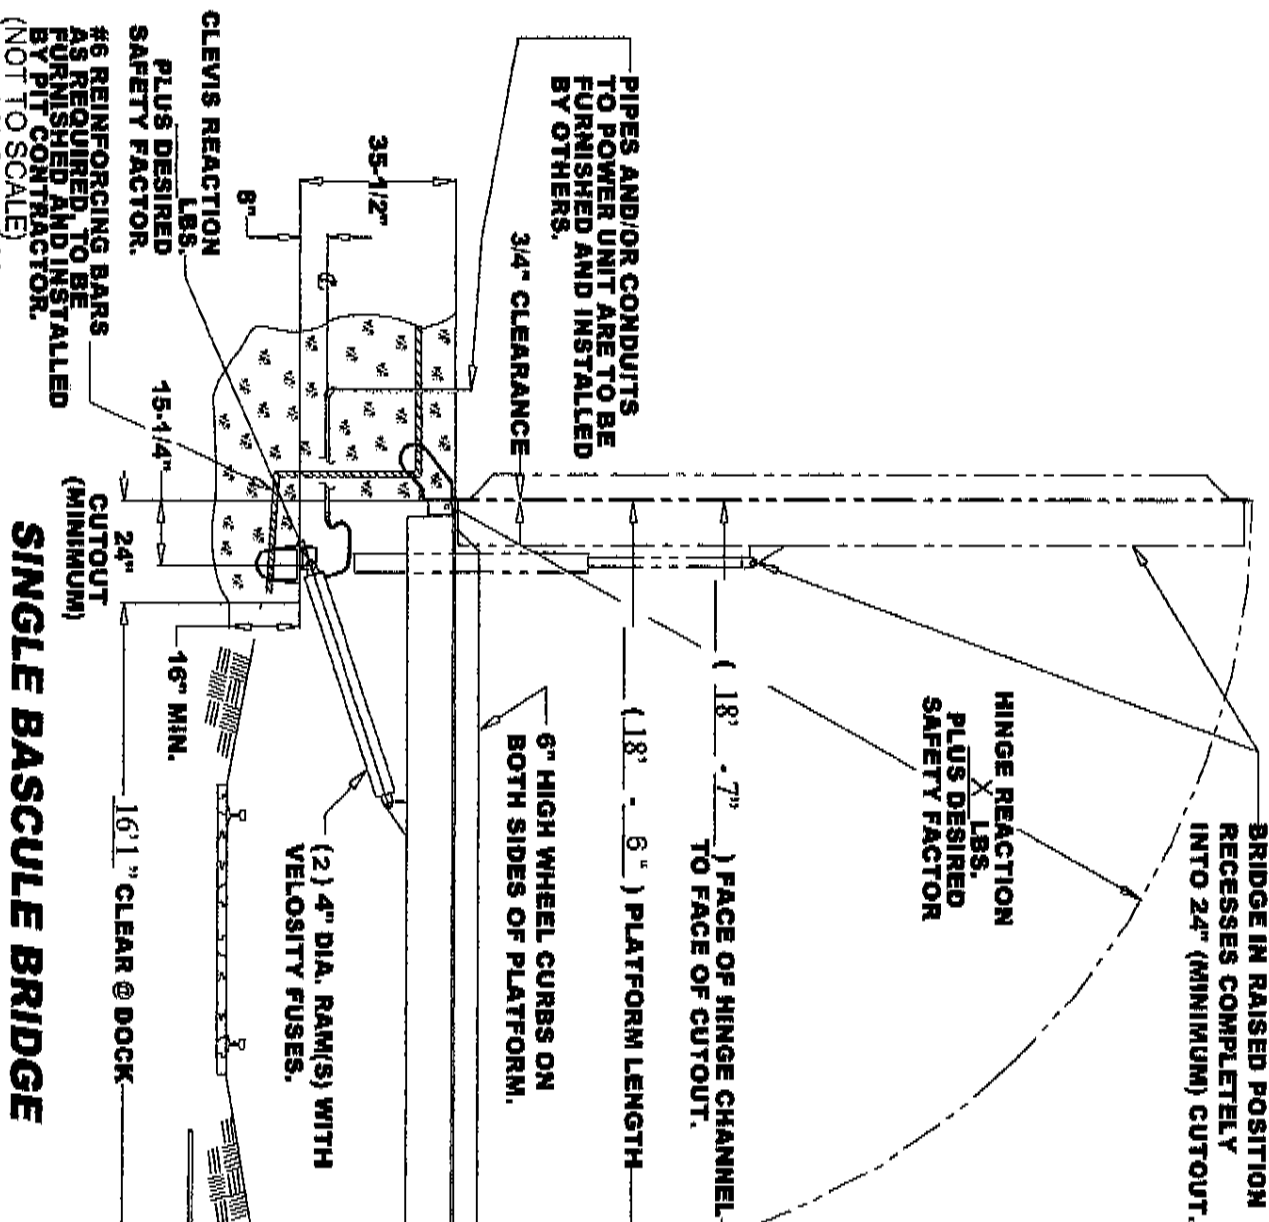 BRIDGE IN RAISED POSITION
RECESSES COMPLETELY
INTO 24" (MINIMUM) CUTOUT.
HINGE REACTION
X LBS.
PLUS DESIRED
SAFETY FACTOR
( 18' - 7" ) FACE OF HINGE CHANNEL
TO FACE OF CUTOUT.
( 18' - 6" ) PLATFORM LENGTH
PIPES AND/OR CONDUITS
TO POWER UNIT ARE TO BE
FURNISHED AND INSTALLED
BY OTHERS.
3/4" CLEARANCE
6" HIGH WHEEL CURBS ON
BOTH SIDES OF PLATFORM.
35-1/2"
8"
(2) 4" DIA. RAM(S) WITH
VELOSITY FUSES.
CLEVIS REACTION
LBS.
PLUS DESIRED
SAFETY FACTOR.
15-1/4"
16" MIN.
#6 REINFORCING BARS
AS REQUIRED, TO BE
FURNISHED AND INSTALLED
BY PIT CONTRACTOR.
(NOT TO SCALE)
24"
CUTOUT
(MINIMUM)
16'1 " CLEAR @ DOCK
SINGLE BASCULE BRIDGE